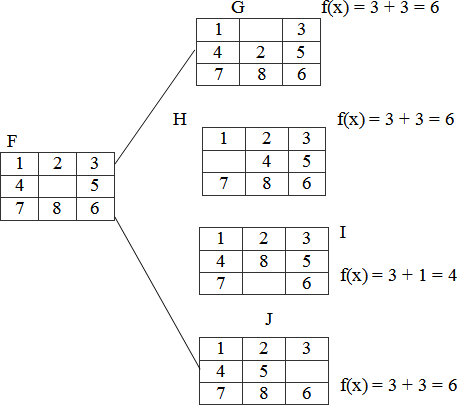 G f(x) = 3 + 3 = 6
1 3
4 2 5
7 8 6
H f(x) = 3 + 3 = 6
1 2 3
4 5
7 8 6
F
1 2 3
4 5
7 8 6
I
1 2 3
4 8 5
7 6
f(x) = 3 + 1 = 4
J
1 2 3
4 5
7 8 6
f(x) = 3 + 3 = 6